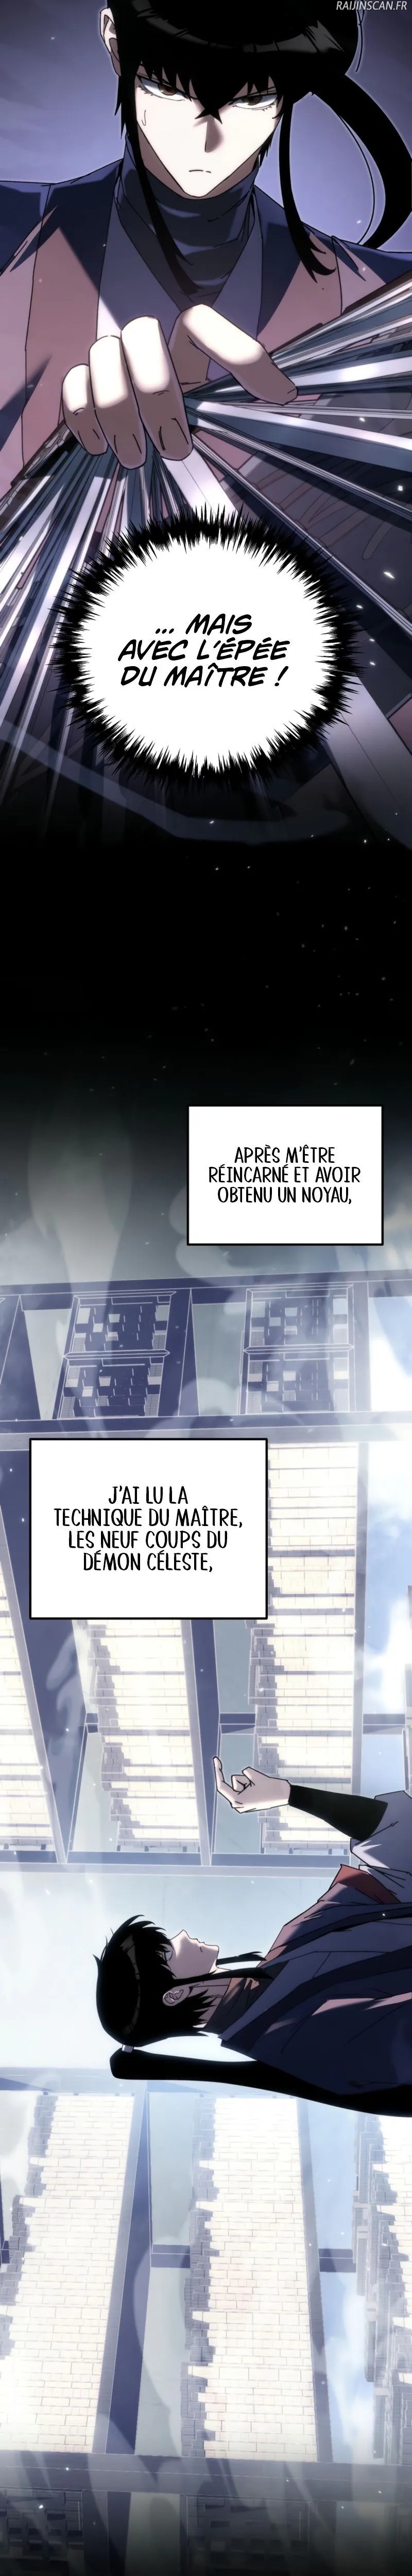 RAIJINSCAN.FR
... MAIS
AVEC L'ÉPÉE
DU MAÎTRE !
APRÈS M'ÊTRE
RÉINCARNÉ ET AVOIR
OBTENU UN NOYAU,
J'AI LU LA
TECHNIQUE DU MAÎTRE,
LES NEUF COUPS DU
DÉMON CÉLESTE,